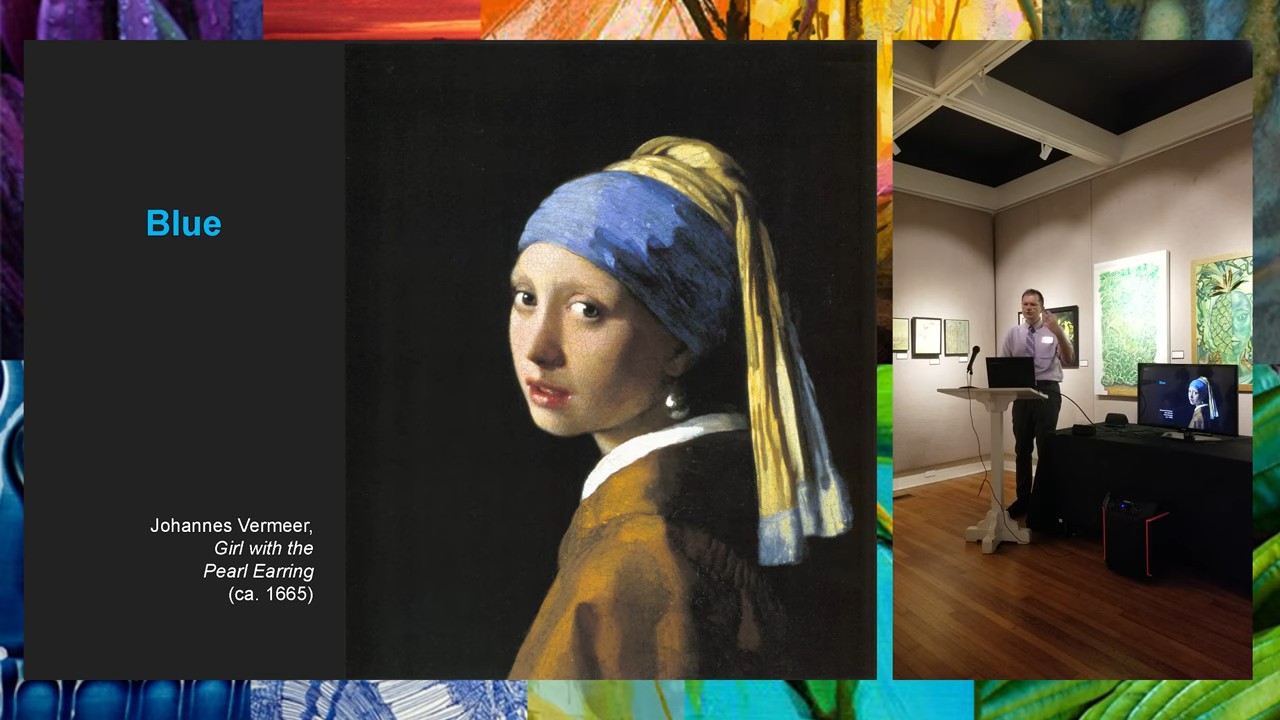 Blue
Johannes Vermeer,
Girl with the
Pearl Earring
(ca. 1665)